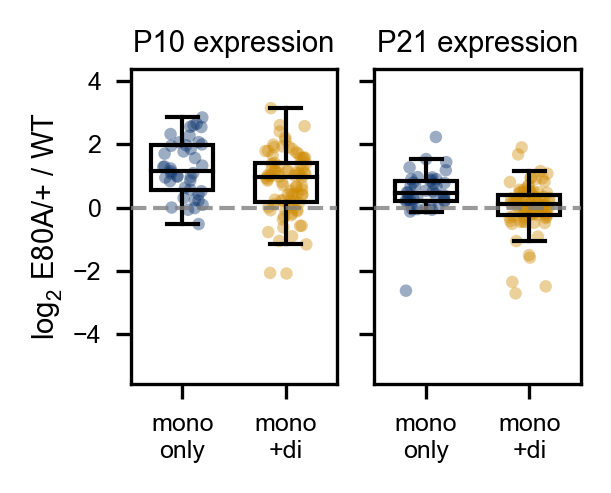 P10 expression
P21 expression
log2 E80A/+ / WT
4
2
0
−2
−4
mono
only
mono
+di
mono
only
mono
+di